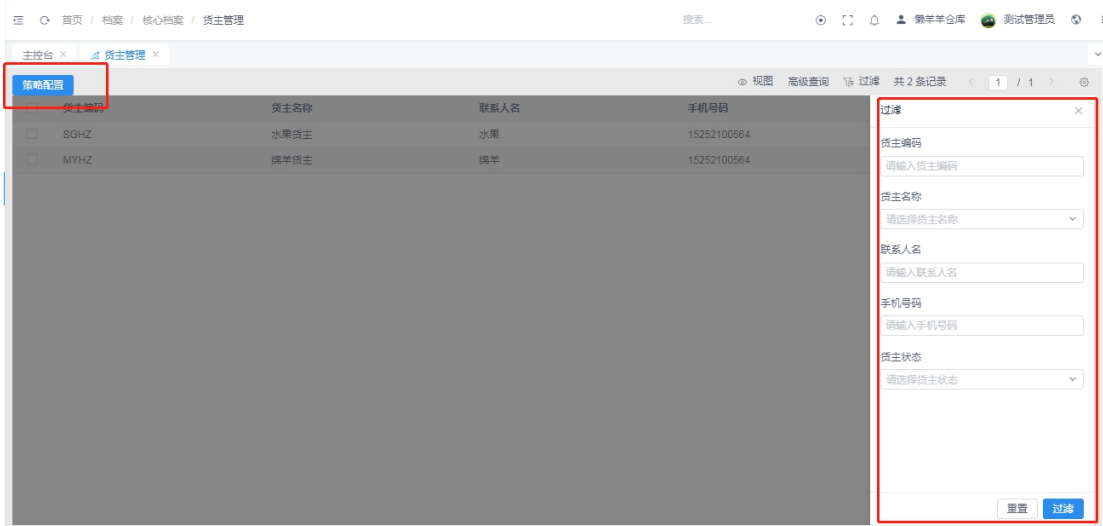 首页 / 档案 / 核心档案 / 货主管理 搜索... 懒羊羊仓库 测试管理员
主控台 × 货主管理 ×
策略配置 视图 高级查询 过滤 共 2 条记录 < 1 / 1 >
货主编码 货主名称 联系人名 手机号码
SGHZ 水果货主 水果 15252100564
MYHZ 绵羊货主 绵羊 15252100564
过滤 ×
货主编码
请输入货主编码
货主名称
请选择货主名称
联系人名
请输入联系人名
手机号码
请输入手机号码
货主状态
请选择货主状态
重置 过滤